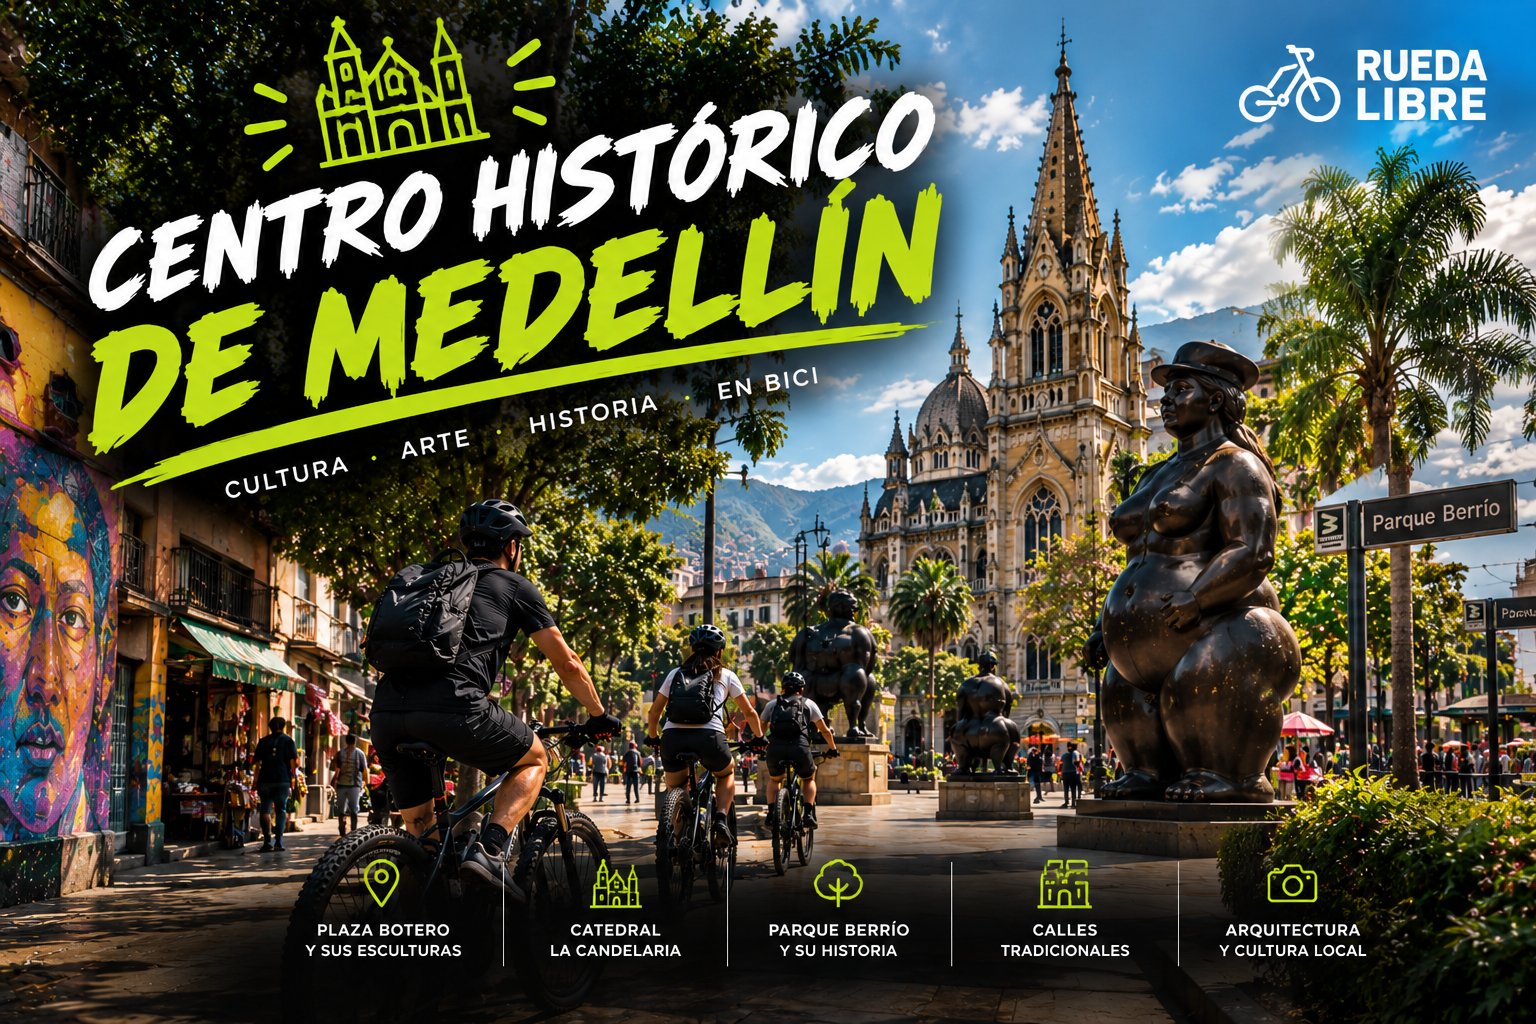 CENTRO HISTÓRICO
DE MEDELLÍN
CULTURA · ARTE · HISTORIA · EN BICI
RUEDA
LIBRE
Parque Berrío
PLAZA BOTERO
Y SUS ESCULTURAS
CATEDRAL
LA CANDELARIA
PARQUE BERRÍO
Y SU HISTORIA
CALLES
TRADICIONALES
ARQUITECTURA
Y CULTURA LOCAL